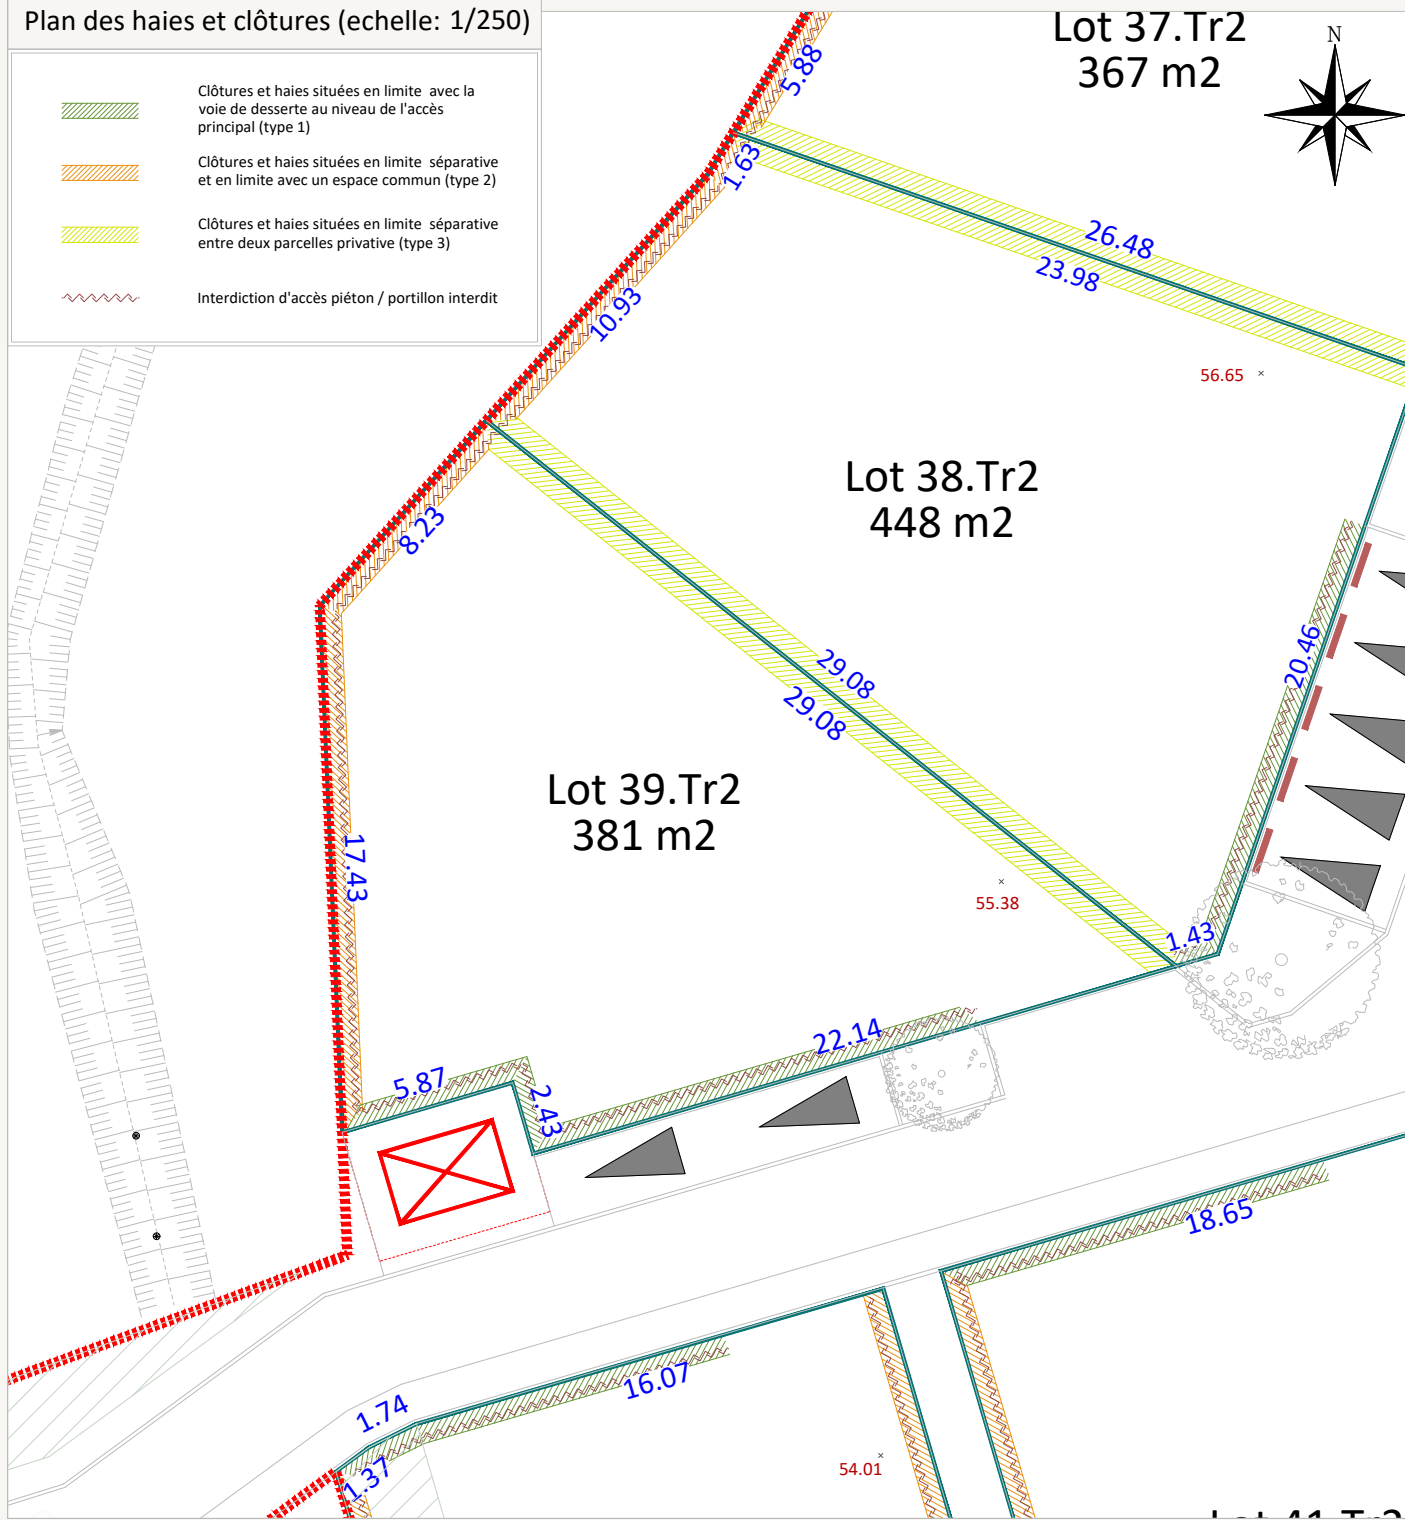 Plan des haies et clôtures (echelle: 1/250)
Clôtures et haies situées en limite avec la
voie de desserte au niveau de l'accès
principal (type 1)
Clôtures et haies situées en limite séparative
et en limite avec un espace commun (type 2)
Clôtures et haies situées en limite séparative
entre deux parcelles privative (type 3)
Interdiction d'accès piéton / portillon interdit
Lot 37.Tr2
367 m2
N
5.88
1.63
26.48
23.98
10.93
56.65
Lot 38.Tr2
448 m2
8.23
20.46
29.08
29.08
Lot 39.Tr2
381 m2
17.43
55.38
1.43
22.14
5.87
2.43
18.65
16.07
1.74
1.37
54.01
Lot 41.Tr2